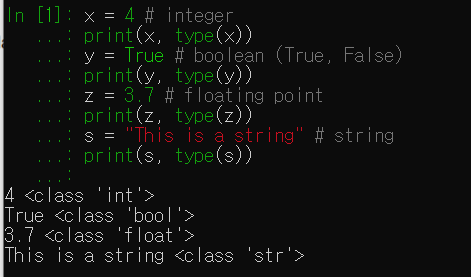 In [1]: x = 4 # integer
   ...: print(x, type(x))
   ...: y = True # boolean (True, False)
   ...: print(y, type(y))
   ...: z = 3.7 # floating point
   ...: print(z, type(z))
   ...: s = "This is a string" # string
   ...: print(s, type(s))
   ...:
4 <class 'int'>
True <class 'bool'>
3.7 <class 'float'>
This is a string <class 'str'>